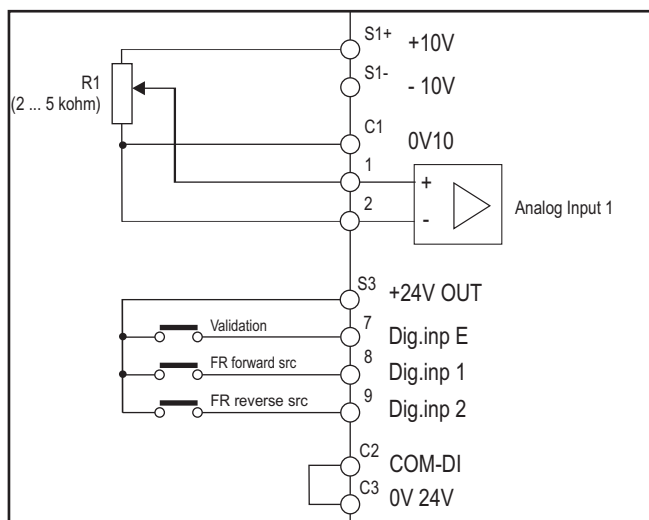 S1+ +10V
S1- - 10V
R1
(2 ... 5 kohm)
C1 0V10
1
+
2
-
Analog Input 1
S3 +24V OUT
Validation 7 Dig.inp E
FR forward src 8 Dig.inp 1
FR reverse src 9 Dig.inp 2
C2 COM-DI
C3 0V 24V